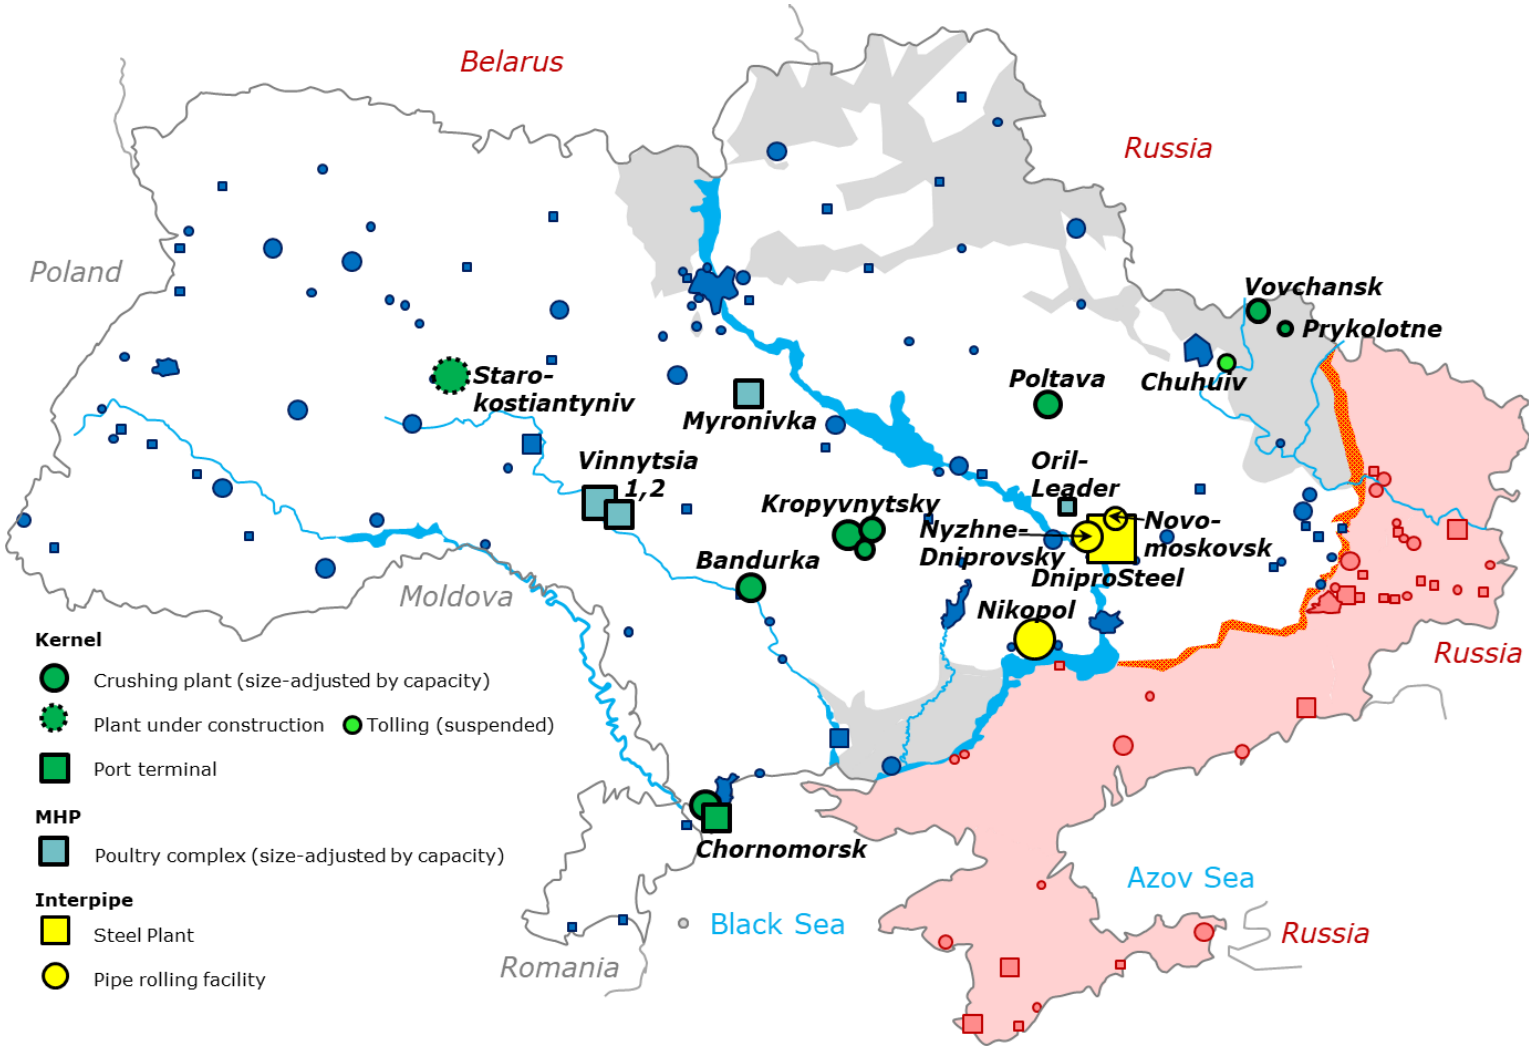 Belarus
Russia
Poland
Vovchansk
Prykolotne
Staro-
kostiantyniv
Poltava
Chuhuiv
Myronivka
Vinnytsia
1,2
Oril-
Leader
Kropyvnytsky
Nyzhne-
Dniprovsky
Novo-
moskovsk
Bandurka
DniproSteel
Moldova
Nikopol
Russia
Kernel
Crushing plant (size-adjusted by capacity)
Plant under construction
Tolling (suspended)
Port terminal
MHP
Poultry complex (size-adjusted by capacity)
Chornomorsk
Azov Sea
Interpipe
Steel Plant
Black Sea
Russia
Romania
Pipe rolling facility